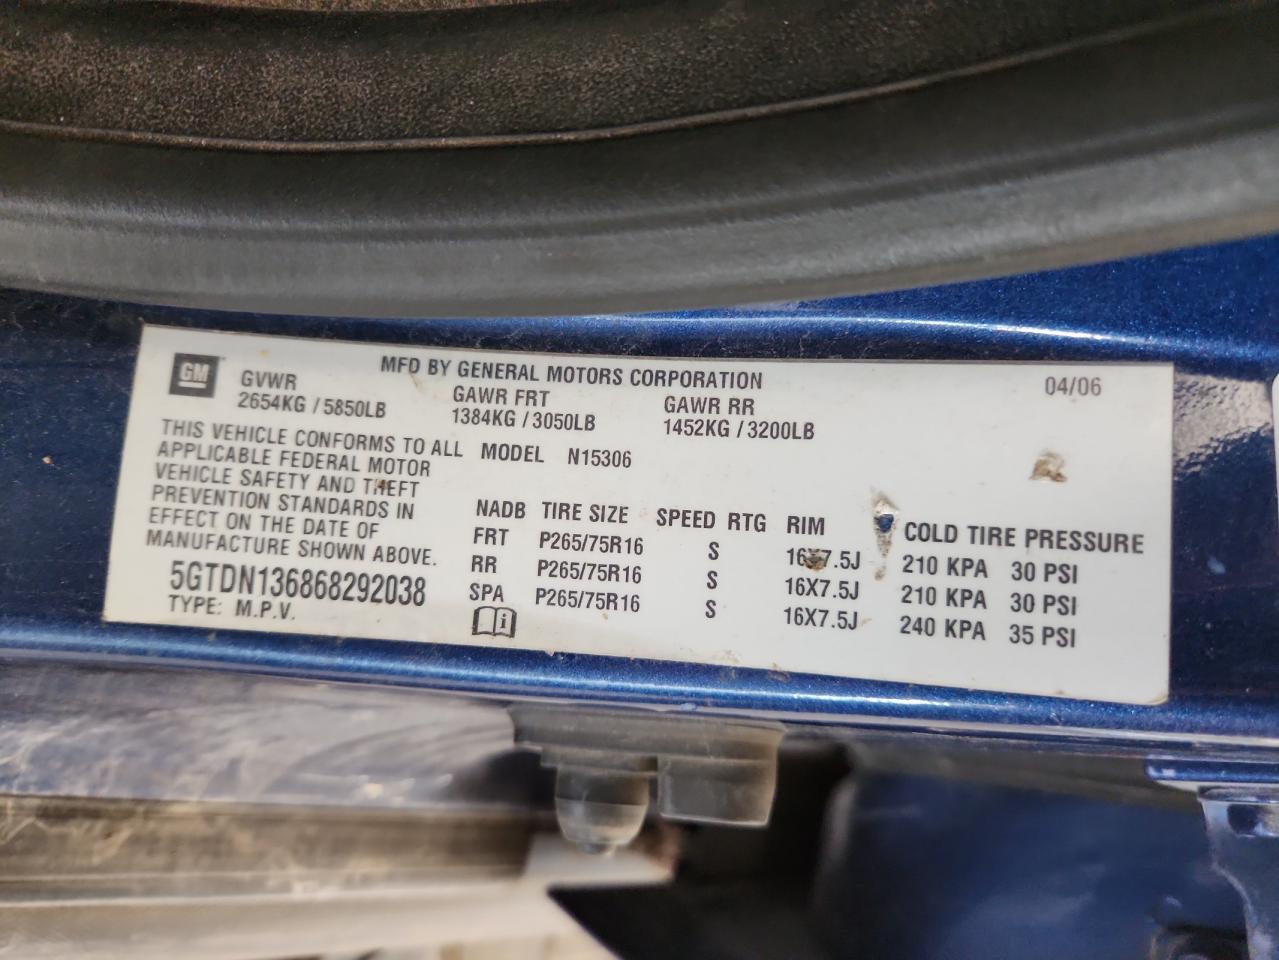 GM
MFD BY GENERAL MOTORS CORPORATION
04/06
GVWR
2654KG / 5850LB
GAWR FRT
1384KG / 3050LB
GAWR RR
1452KG / 3200LB
THIS VEHICLE CONFORMS TO ALL
APPLICABLE FEDERAL MOTOR
VEHICLE SAFETY AND THEFT
PREVENTION STANDARDS IN
EFFECT ON THE DATE OF
MANUFACTURE SHOWN ABOVE.
5GTDN136868292038
TYPE: M.P.V.
MODEL N15306
NADB TIRE SIZE SPEED RTG RIM COLD TIRE PRESSURE
FRT P265/75R16 S 16X7.5J 210 KPA 30 PSI
RR P265/75R16 S 16X7.5J 210 KPA 30 PSI
SPA P265/75R16 S 16X7.5J 240 KPA 35 PSI